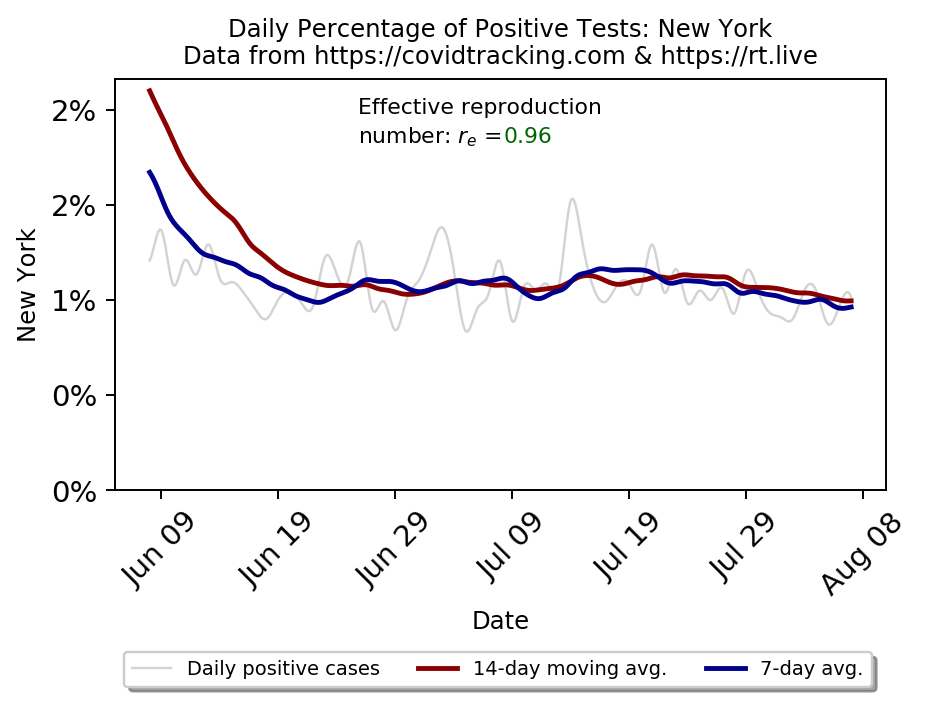 Daily Percentage of Positive Tests: New York
Data from https://covidtracking.com & https://rt.live
Effective reproduction
number: rₑ =0.96
2%
2%
1%
0%
0%
New York
Jun 09
Jun 19
Jun 29
Jul 09
Jul 19
Jul 29
Aug 08
Date
Daily positive cases
14-day moving avg.
7-day avg.